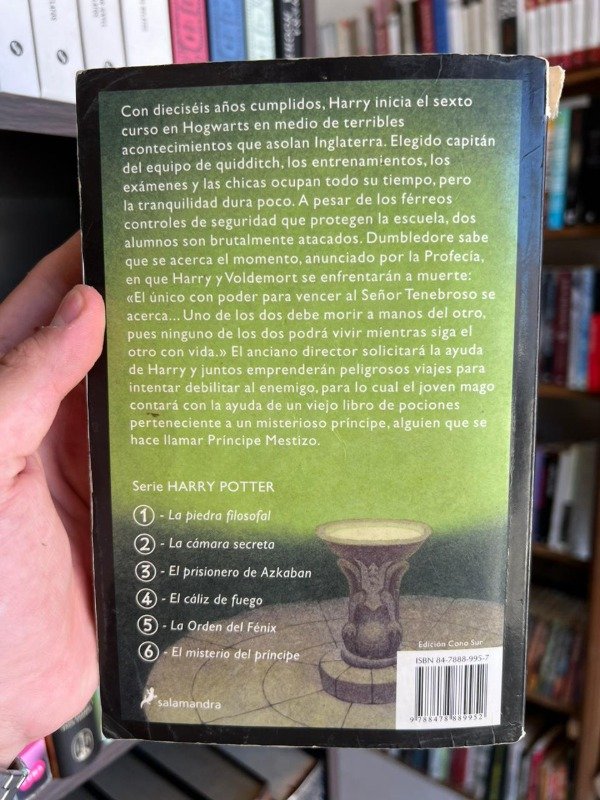 Con dieciséis años cumplidos, Harry inicia el sexto
curso en Hogwarts en medio de terribles
acontecimientos que asolan Inglaterra. Elegido capitán
del equipo de quidditch, los entrenamientos, los
exámenes y las chicas ocupan todo su tiempo, pero
la tranquilidad dura poco. A pesar de los férreos
controles de seguridad que protegen la escuela, dos
alumnos son brutalmente atacados. Dumbledore sabe
que se acerca el momento, anunciado por la Profecía,
en que Harry y Voldemort se enfrentarán a muerte:
«El único con poder para vencer al Señor Tenebroso se
acerca... Uno de los dos debe morir a manos del otro,
pues ninguno de los dos podrá vivir mientras siga el
otro con vida.» El anciano director solicitará la ayuda
de Harry y juntos emprenderán peligrosos viajes para
intentar debilitar al enemigo, para lo cual el joven mago
contará con la ayuda de un viejo libro de pociones
perteneciente a un misterioso príncipe, alguien que se
hace llamar Príncipe Mestizo.
Serie HARRY POTTER
1 - La piedra filosofal
2 - La cámara secreta
3 - El prisionero de Azkaban
4 - El cáliz de fuego
5 - La Orden del Fénix
6 - El misterio del príncipe
Edición Cono Sur
ISBN 84-7888-995-7
9 788478 889952
salamandra